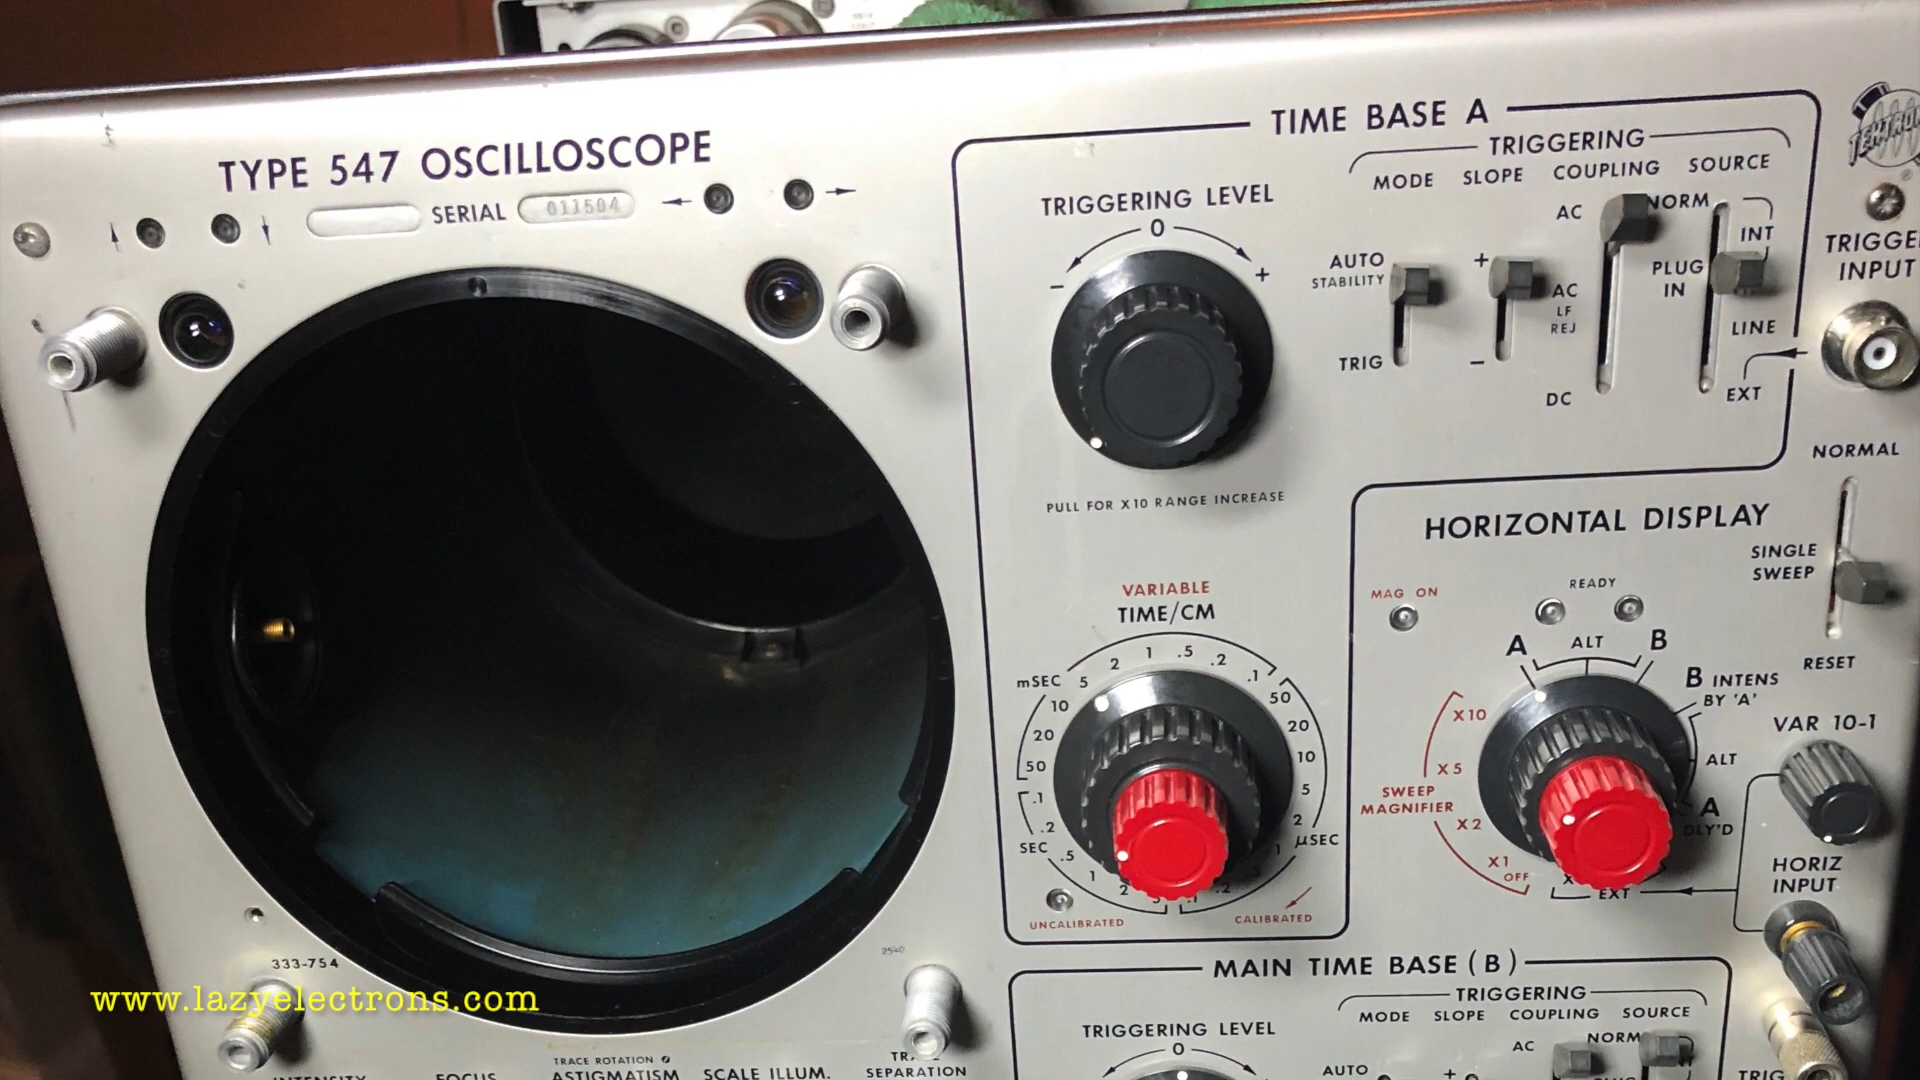 TYPE 547 OSCILLOSCOPE
SERIAL 011504
TIME BASE A
TRIGGERING
MODE SLOPE COUPLING SOURCE
TRIGGERING LEVEL
0
- +
AUTO
STABILITY
TRIG
+
-
AC
AC
LF
REJ
DC
NORM
INT
PLUG
IN
LINE
EXT
INPUT
PULL FOR X10 RANGE INCREASE
NORMAL
SINGLE
SWEEP
RESET
HORIZONTAL DISPLAY
MAG ON
READY
A ALT B
B INTENS
BY 'A'
ALT
A
DLY'D
X10
X5
SWEEP
MAGNIFIER
X2
X1
OFF
EXT
VAR 10-1
HORIZ
INPUT
VARIABLE
TIME/CM
mSEC 5 2 1 .5 .2 .1
10 50
20 20
50 10
.1 5
.2 2
SEC µSEC
.5 1
1 .2
2
UNCALIBRATED CALIBRATED
MAIN TIME BASE (B)
TRIGGERING
MODE SLOPE COUPLING SOURCE
TRIGGERING LEVEL
0
AC NORM
AUTO +
TRIG
333-754
2540
www.lazyelectrons.com
TRACE ROTATION
INTENSITY FOCUS ASTIGMATISM SCALE ILLUM. SEPARATION